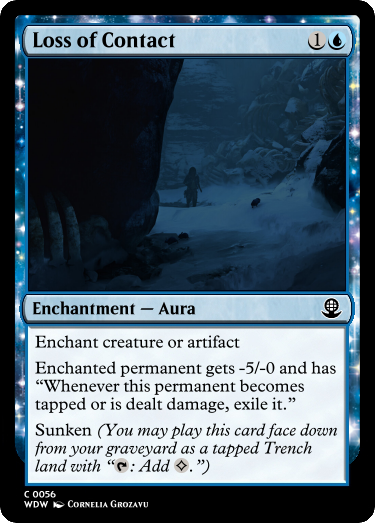 Loss of Contact 1
Enchantment — Aura
Enchant creature or artifact
Enchanted permanent gets -5/-0 and has
“Whenever this permanent becomes
tapped or is dealt damage, exile it.”
Sunken (You may play this card face down
from your graveyard as a tapped Trench
land with “: Add .”)
C 0056
WDW Cornelia Grozavu